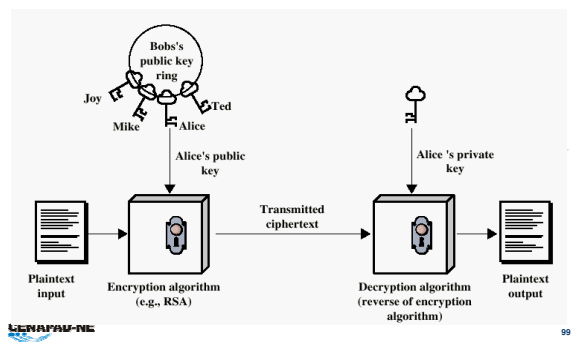 Bobs's
public key
ring
Joy
Ted
Mike
Alice
Alice's public
key
Alice 's private
key
Transmitted
ciphertext
Plaintext
input
Encryption algorithm
(e.g., RSA)
Decryption algorithm
(reverse of encryption
algorithm)
Plaintext
output
CENAPAD-NE
99